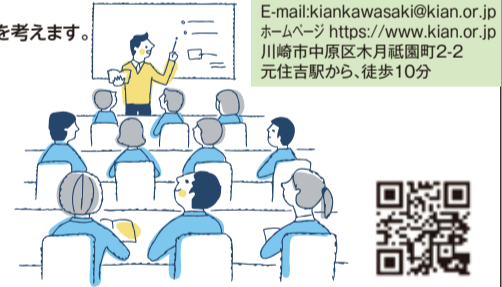 を考えます。
E-mail:kiankawasaki@kian.or.jp
ホームページ https://www.kian.or.jp
川崎市中原区木月祗園町2-2
元住吉駅から、徒歩10分